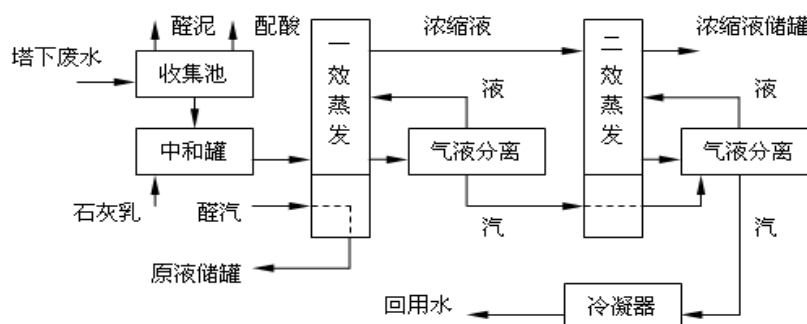 醛泥 配酸
浓缩液
浓缩液储罐
塔下废水
收集池
一效蒸发
二效蒸发
液
液
中和罐
气液分离
气液分离
石灰乳
醛汽
汽
汽
原液储罐
回用水
冷凝器